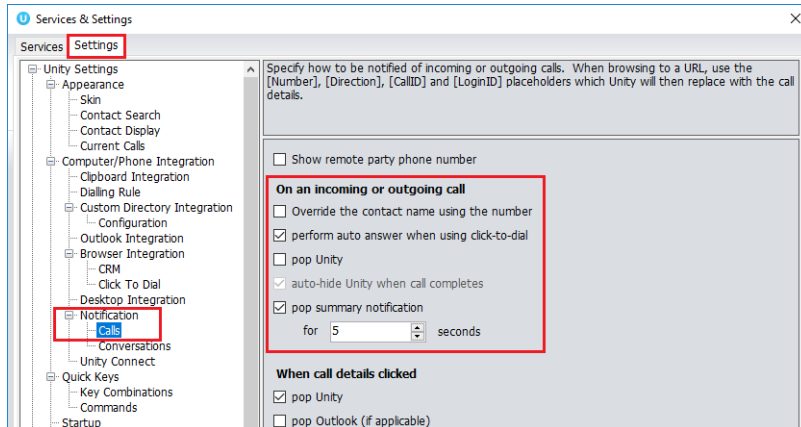 Services & Settings
Services
Settings
Unity Settings
Appearance
Skin
Contact Search
Contact Display
Current Calls
Computer/Phone Integration
Clipboard Integration
Dialling Rule
Custom Directory Integration
Configuration
Outlook Integration
Browser Integration
CRM
Click To Dial
Desktop Integration
Notification
Calls
Conversations
Unity Connect
Quick Keys
Key Combinations
Commands
Startup
Specify how to be notified of incoming or outgoing calls. When browsing to a URL, use the
[Number], [Direction], [CallID] and [LoginID] placeholders which Unity will then replace with the call
details.
Show remote party phone number
On an incoming or outgoing call
Override the contact name using the number
perform auto answer when using click-to-dial
pop Unity
auto-hide Unity when call completes
pop summary notification
for 5 seconds
When call details clicked
pop Unity
pop Outlook (if applicable)